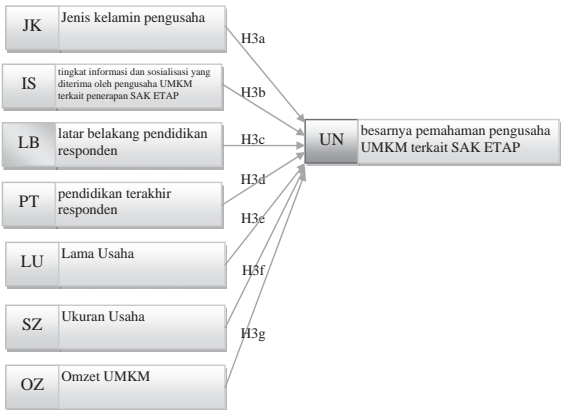 JK
Jenis kelamin pengusaha
H3a
IS
tingkat informasi dan sosialisasi yang
diterima oleh pengusaha UMKM
terkait penerapan SAK ETAP
H3b
LB
latar belakang pendidikan
responden
H3c
UN
besarnya pemahaman pengusaha
UMKM terkait SAK ETAP
PT
pendidikan terakhir
responden
H3d
LU
Lama Usaha
H3e
H3f
SZ
Ukuran Usaha
H3g
OZ
Omzet UMKM